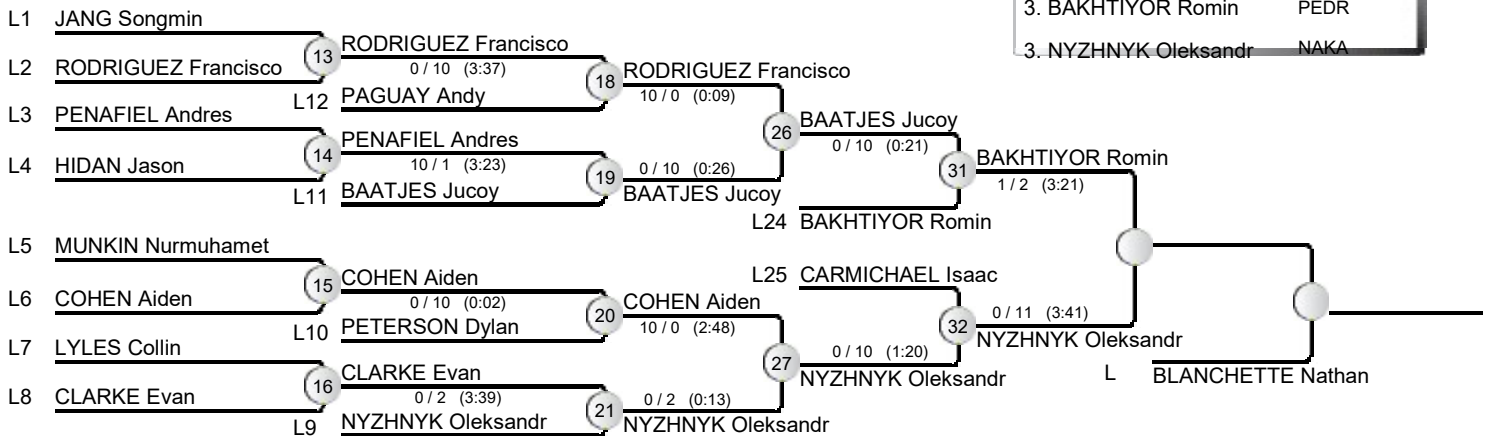 3. BAKHTIYOR Romin PEDR
3. NYZHNYK Oleksandr NAKA
L1 JANG Songmin
13 RODRIGUEZ Francisco
0 / 10 (3:37)
L2 RODRIGUEZ Francisco
18 RODRIGUEZ Francisco
10 / 0 (0:09)
L12 PAGUAY Andy
L3 PENAFIEL Andres
26 BAATJES Jucoy
0 / 10 (0:21)
14 PENAFIEL Andres
10 / 1 (3:23)
L4 HIDAN Jason
19 0 / 10 (0:26)
BAATJES Jucoy
L11 BAATJES Jucoy
31 BAKHTIYOR Romin
1 / 2 (3:21)
L24 BAKHTIYOR Romin
L5 MUNKIN Nurmuhamet
15 COHEN Aiden
0 / 10 (0:02)
L25 CARMICHAEL Isaac
L6 COHEN Aiden
20 COHEN Aiden
10 / 0 (2:48)
L10 PETERSON Dylan
32 0 / 11 (3:41)
NYZHNYK Oleksandr
L7 LYLES Collin
27 0 / 10 (1:20)
NYZHNYK Oleksandr
16 CLARKE Evan
0 / 2 (3:39)
L BLANCHETTE Nathan
L8 CLARKE Evan
21 0 / 2 (0:13)
NYZHNYK Oleksandr
L9 NYZHNYK Oleksandr